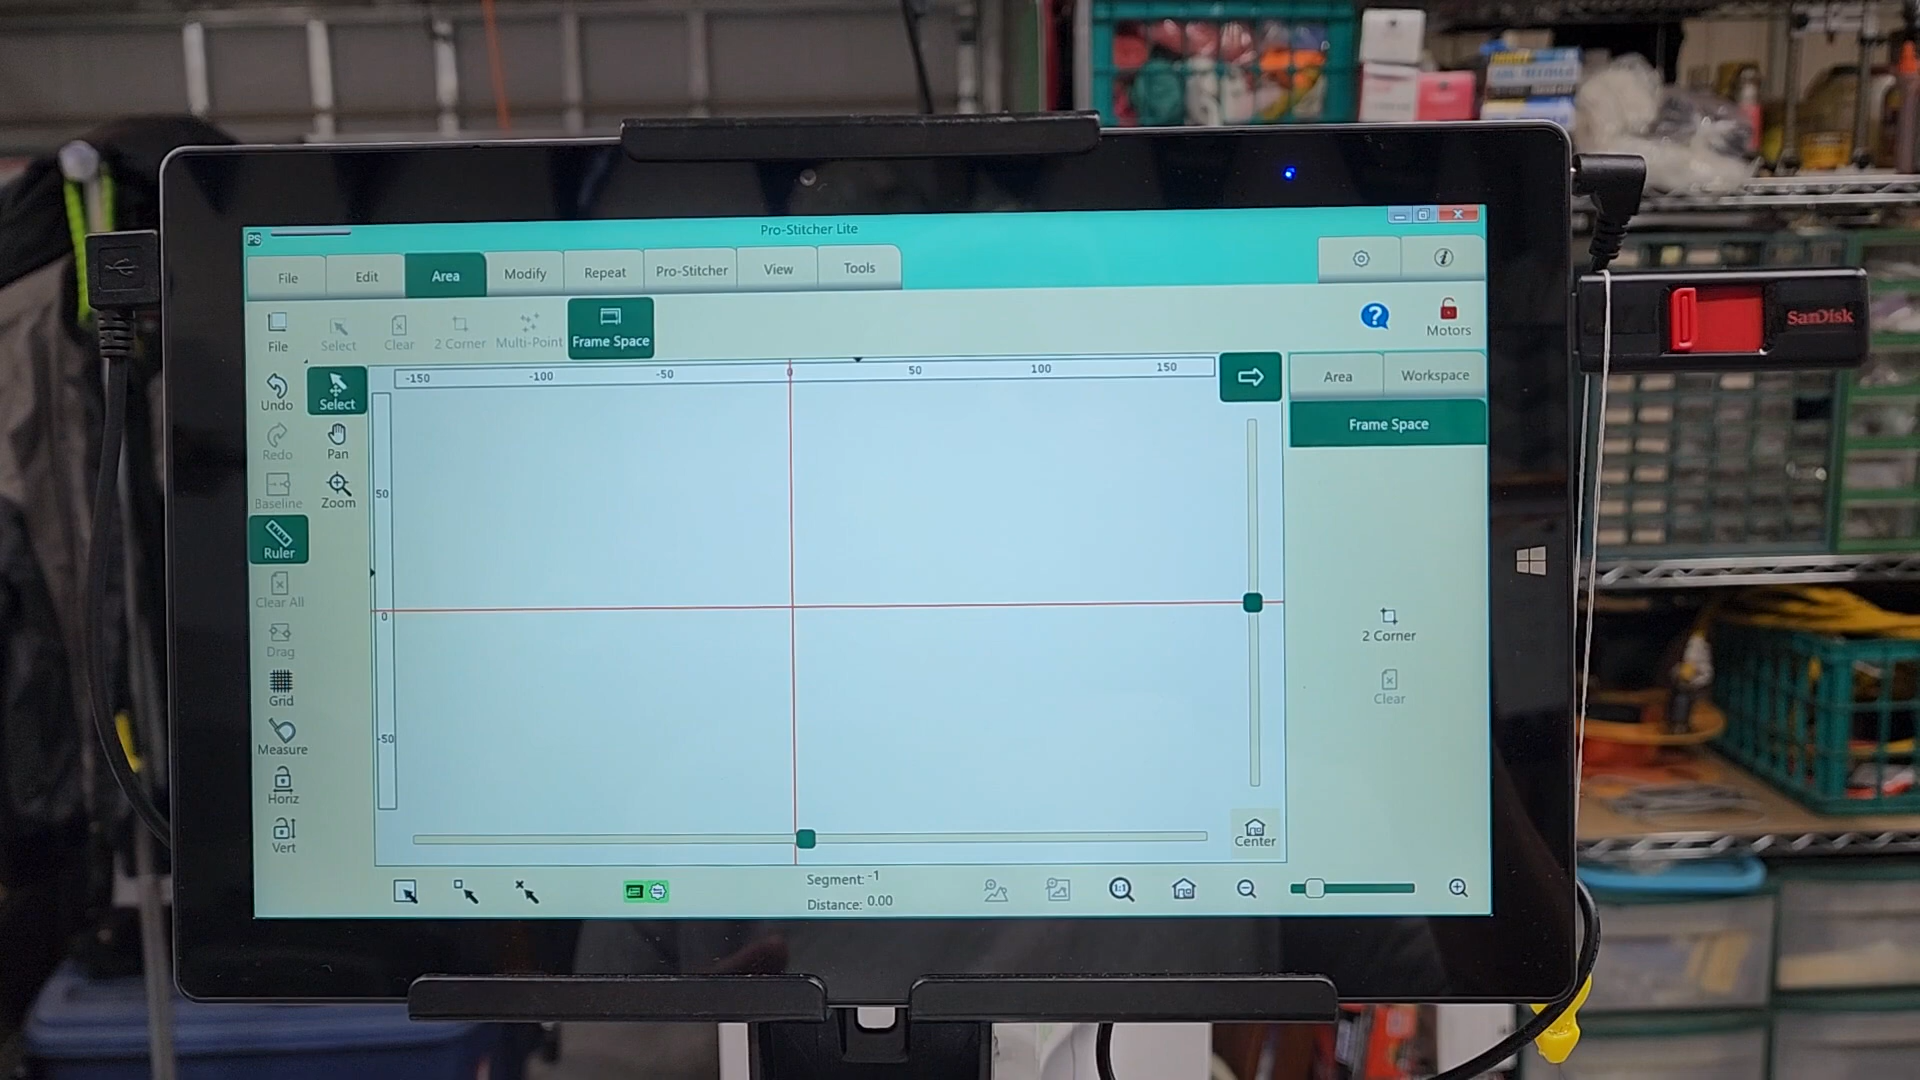 Pro-Stitcher Lite
PS
File Edit Area Modify Repeat Pro-Stitcher View Tools
File Select Clear 2 Corner Multi-Point Frame Space
? Motors
SanDisk
-150 -100 -50 0 50 100 150
Area Workspace
Frame Space
Undo Select
Redo Pan
Baseline Zoom
Ruler
Clear All
Drag
Grid
Measure
Horiz
Vert
50
0
-50
2 Corner
Clear
Center
Segment: -1
Distance: 0.00
1:1